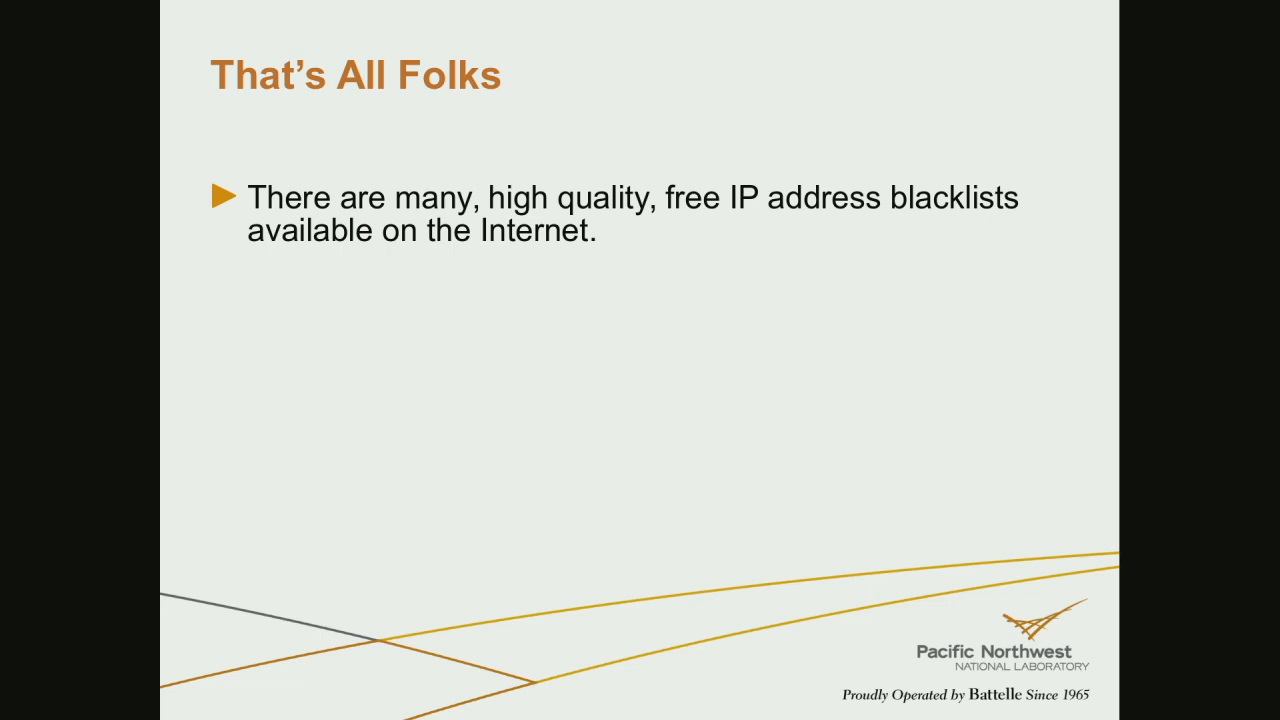 That's All Folks
There are many, high quality, free IP address blacklists
available on the Internet.
Pacific Northwest
NATIONAL LABORATORY
Proudly Operated by Battelle Since 1965